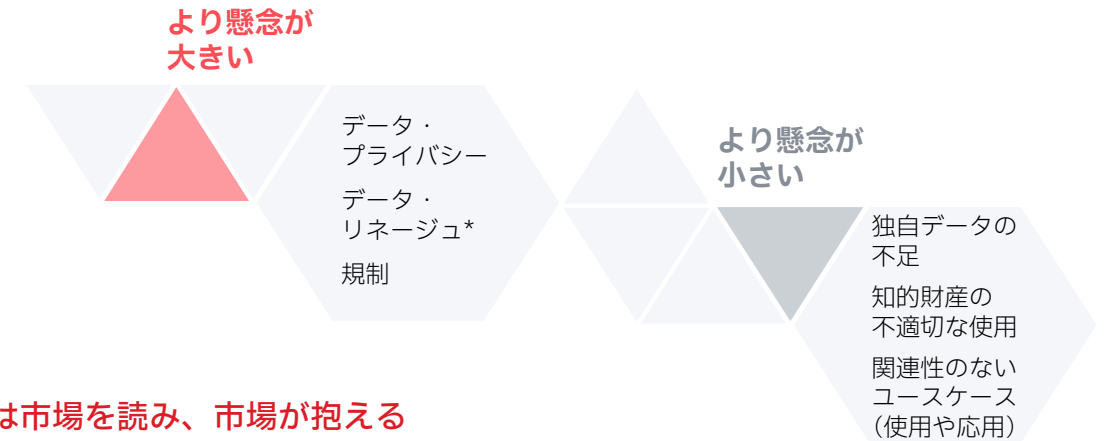 より懸念が
大きい
データ・
プライバシー
データ・
リネージュ*
規制
より懸念が
小さい
独自データの
不足
知的財産の
不適切な使用
関連性のない
ユースケース
（使用や応用）
は市場を読み、市場が抱える